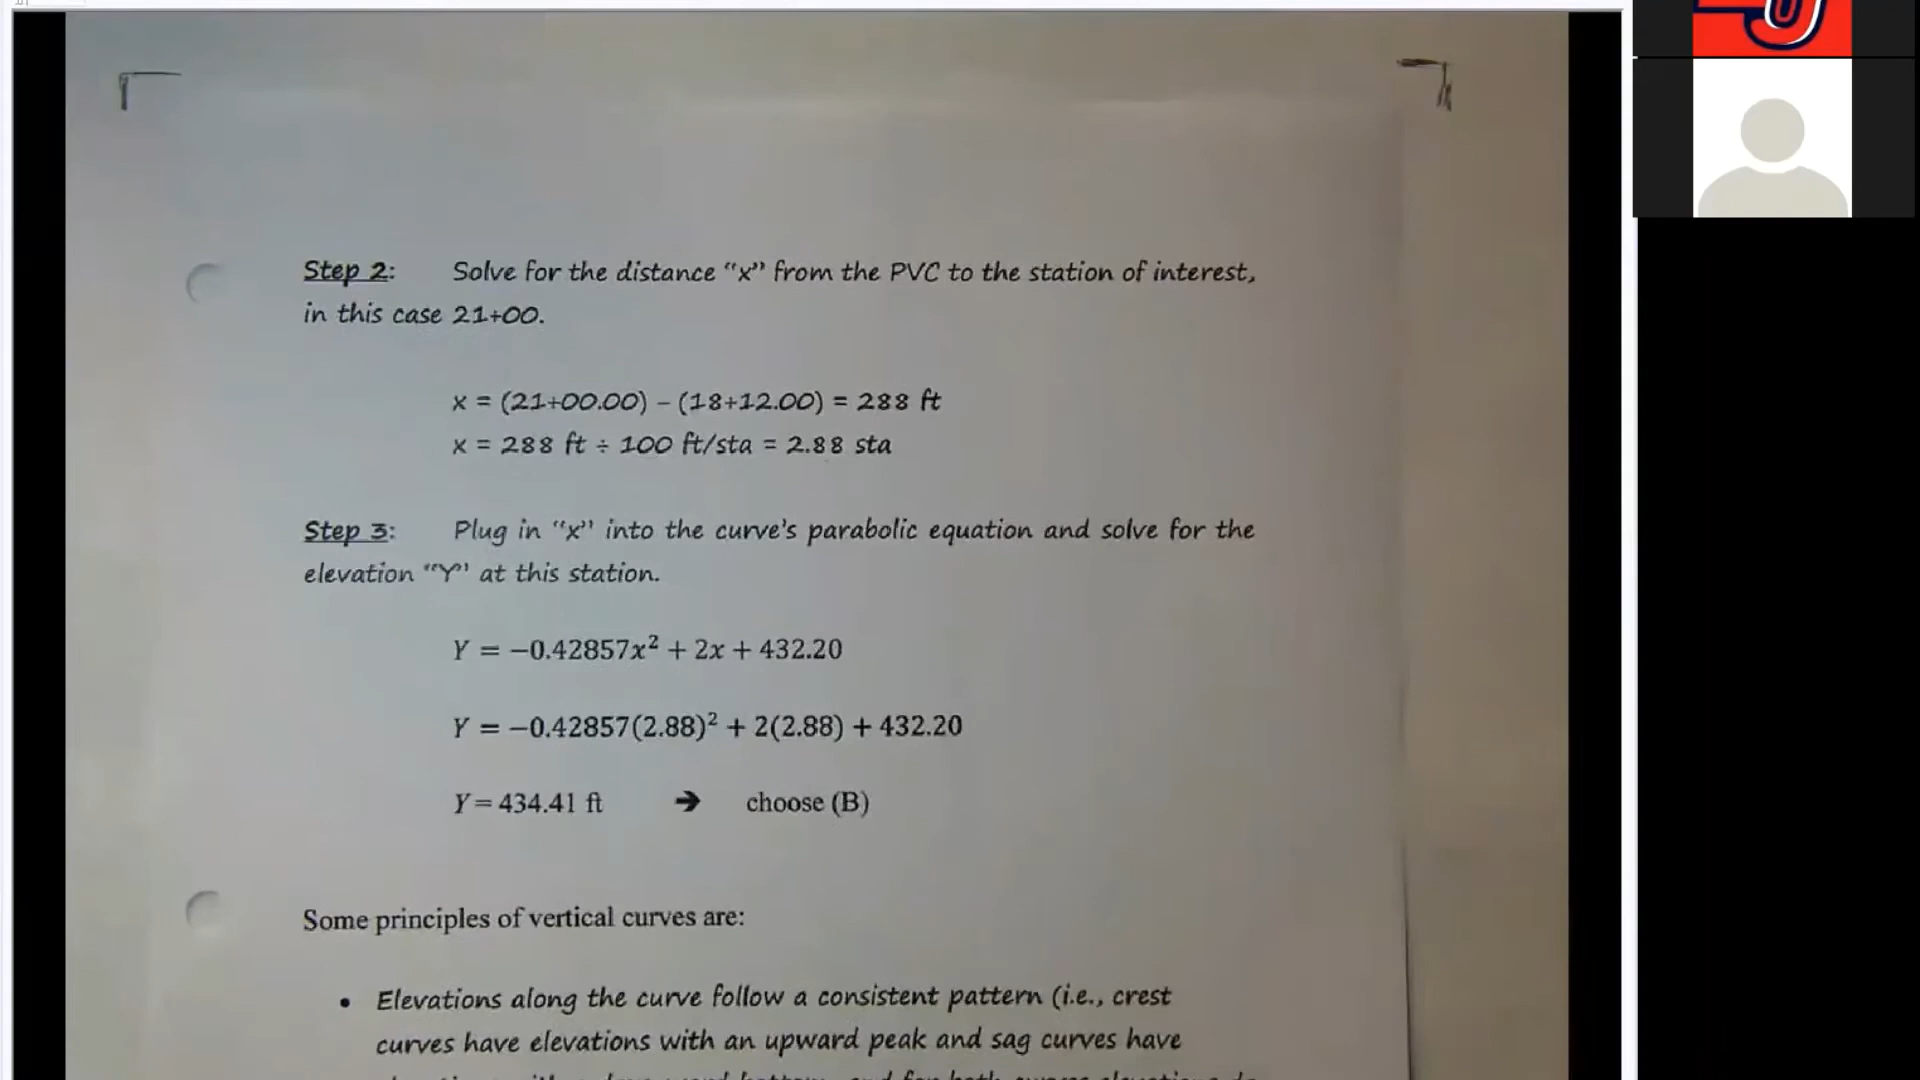 Step 2: Solve for the distance “x” from the PVC to the station of interest,
in this case 21+00.
x = (21+00.00) – (18+12.00) = 288 ft
x = 288 ft ÷ 100 ft/sta = 2.88 sta
Step 3: Plug in “x” into the curve's parabolic equation and solve for the
elevation “Y” at this station.
Y = −0.42857x² + 2x + 432.20
Y = −0.42857(2.88)² + 2(2.88) + 432.20
Y = 434.41 ft ➔ choose (B)
Some principles of vertical curves are:
• Elevations along the curve follow a consistent pattern (i.e., crest
curves have elevations with an upward peak and sag curves have